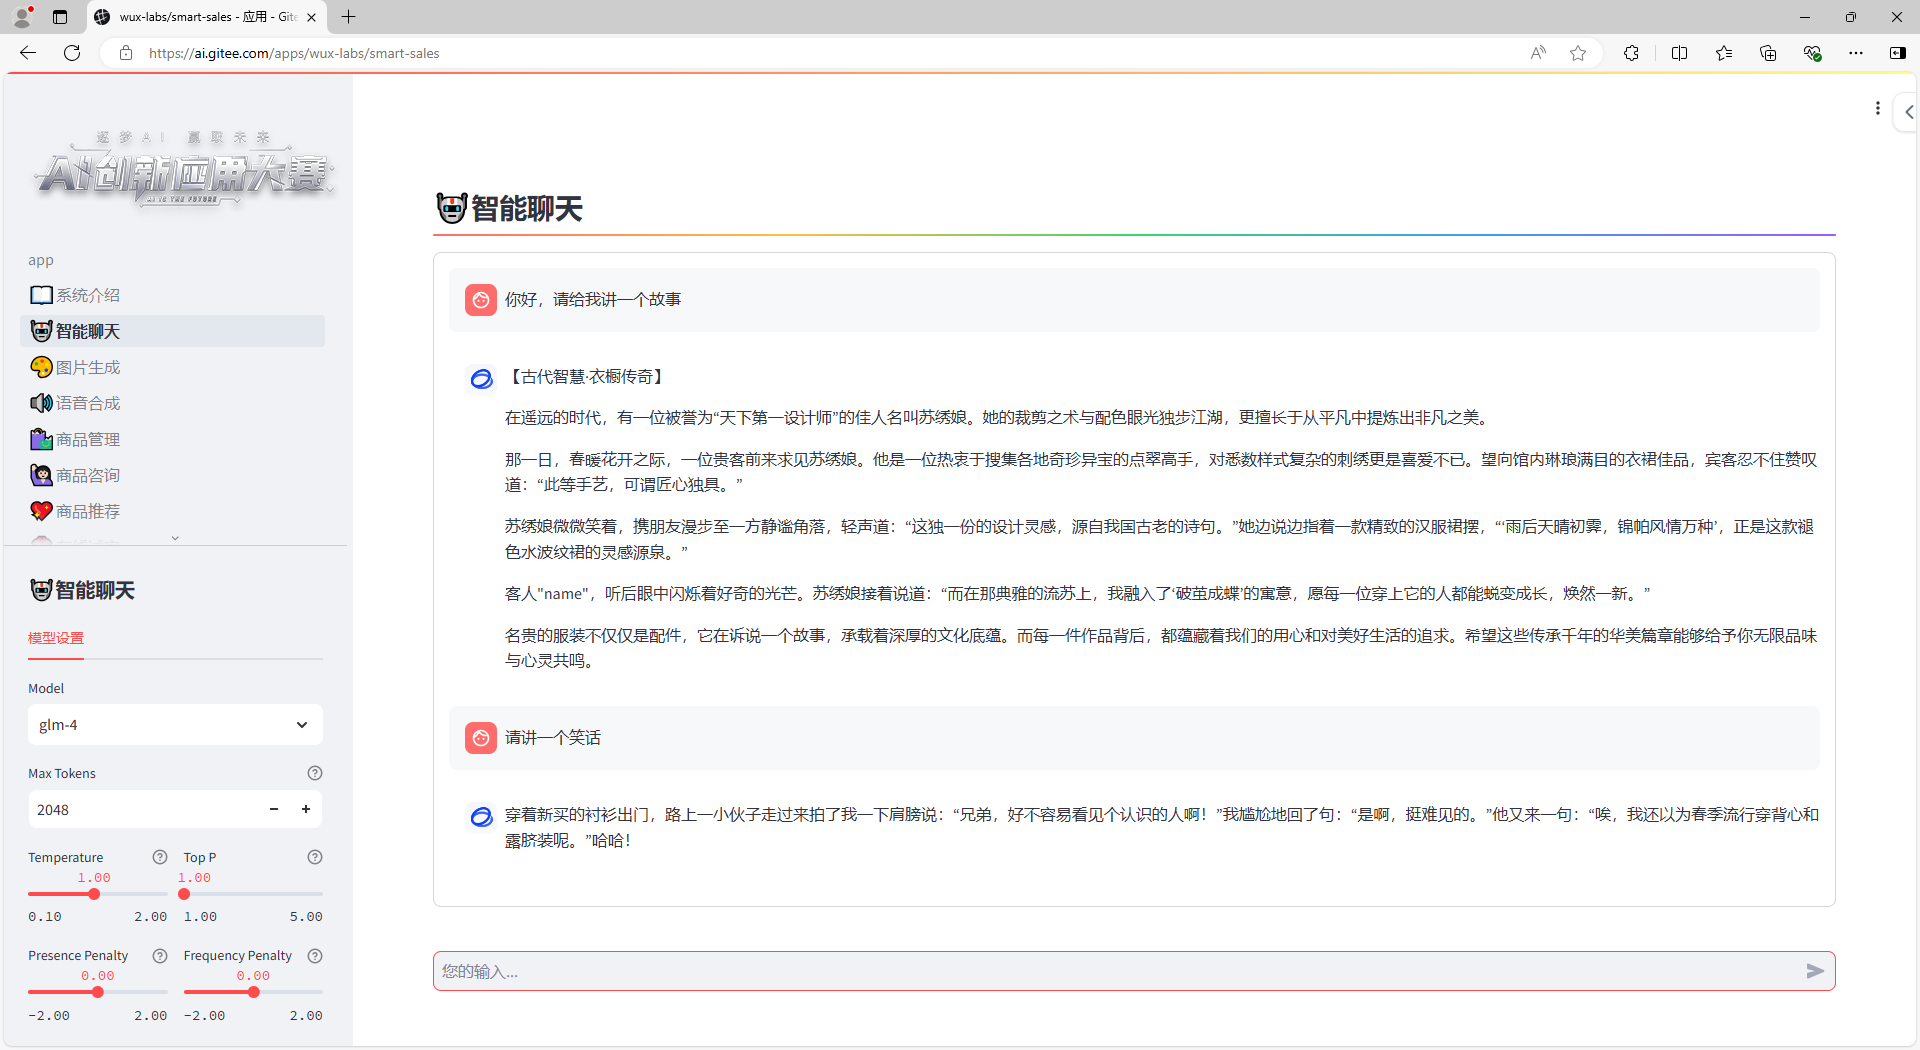 wux-labs/smart-sales - 应用 - Gite
https://ai.gitee.com/apps/wux-labs/smart-sales
逐梦AI 赢取未来
AI创新应用大赛
AI IS THE FUTURE
app
系统介绍
智能聊天
图片生成
语音合成
商品管理
商品咨询
商品推荐
智能聊天
模型设置
Model
glm-4
Max Tokens
2048
Temperature
Top P
1.00
1.00
0.10
2.00
1.00
5.00
Presence Penalty
Frequency Penalty
0.00
0.00
-2.00
2.00
-2.00
2.00
智能聊天
你好，请给我讲一个故事
【古代智慧·衣橱传奇】
在遥远的时代，有一位被誉为“天下第一设计师”的佳人名叫苏绣娘。她的裁剪之术与配色眼光独步江湖，更擅长于从平凡中提炼出非凡之美。
那一日，春暖花开之际，一位贵客前来求见苏绣娘。他是一位热衷于搜集各地奇珍异宝的点翠高手，对悉数样式复杂的刺绣更是喜爱不已。望向馆内琳琅满目的衣裙佳品，宾客忍不住赞叹
道：“此等手艺，可谓匠心独具。”
苏绣娘微微笑着，携朋友漫步至一方静谧角落，轻声道：“这独一份的设计灵感，源自我国古老的诗句。”她边说边指着一款精致的汉服裙摆，“‘雨后天晴初霁，锦帕风情万种’，正是这款褪
色水波纹裙的灵感源泉。”
客人"name"，听后眼中闪烁着好奇的光芒。苏绣娘接着说道：“而在那典雅的流苏上，我融入了‘破茧成蝶’的寓意，愿每一位穿上它的人都能蜕变成长，焕然一新。”
名贵的服装不仅仅是配件，它在诉说一个故事，承载着深厚的文化底蕴。而每一件作品背后，都蕴藏着我们的用心和对美好生活的追求。希望这些传承千年的华美篇章能够给予你无限品味
与心灵共鸣。
请讲一个笑话
穿着新买的衬衫出门，路上一小伙子走过来拍了我一下肩膀说：“兄弟，好不容易看见个认识的人啊！”我尴尬地回了句：“是啊，挺难见的。”他又来一句：“唉，我还以为春季流行穿背心和
露脐装呢。”哈哈！
您的输入...